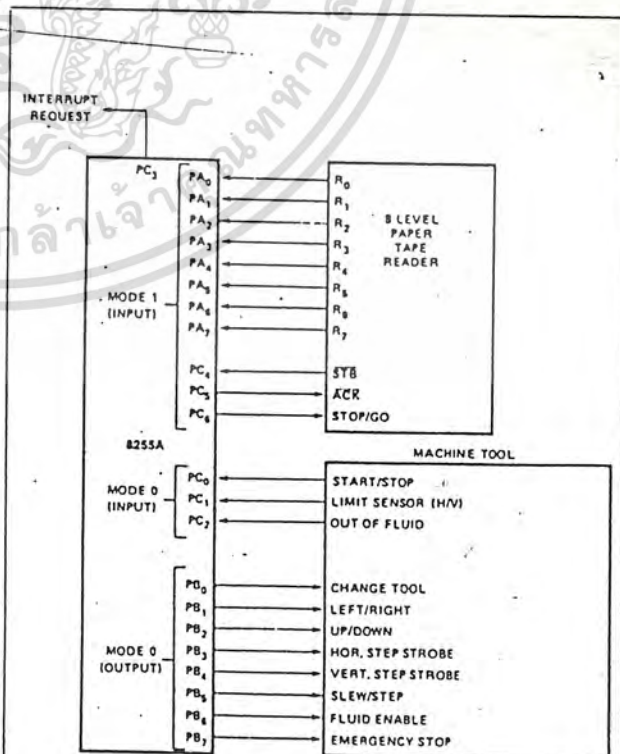 INTERRUPT
REQUEST
PC3
PA0
PA1
PA2
PA3
PA4
PA5
PA6
PA7
PC4
PC5
PC6
MODE 1
(INPUT)
R0
R1
R2
R3
R4
R5
R6
R7
8 LEVEL
PAPER
TAPE
READER
STB
ACK
STOP/GO
8255A
MACHINE TOOL
MODE 0
(INPUT)
PC0
PC1
PC2
START/STOP
LIMIT SENSOR (H/V)
OUT OF FLUID
MODE 0
(OUTPUT)
PB0
PB1
PB2
PB3
PB4
PB5
PB6
PB7
CHANGE TOOL
LEFT/RIGHT
UP/DOWN
HOR. STEP STROBE
VERT. STEP STROBE
SLEW/STEP
FLUID ENABLE
EMERGENCY STOP